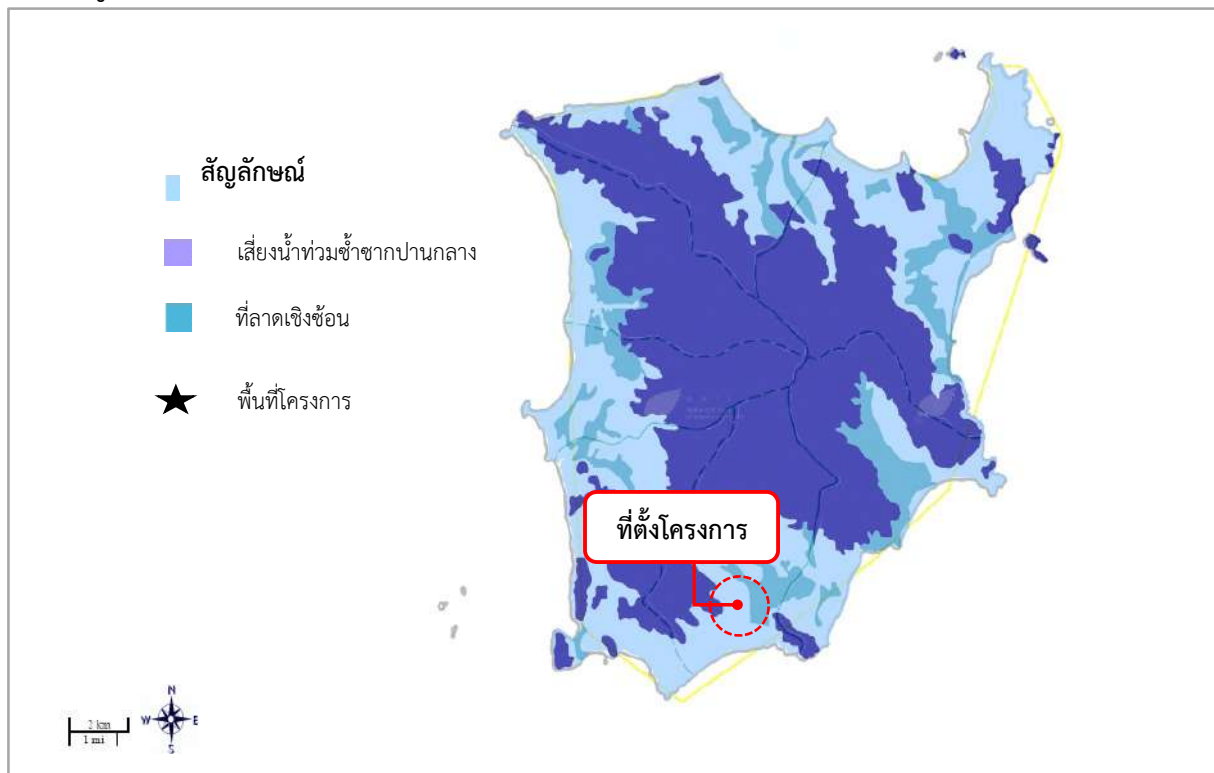 สัญลักษณ์
เสี่ยงน้ำท่วมซ้ำซากปานกลาง
ที่ลาดเชิงซ้อน
พื้นที่โครงการ
ที่ตั้งโครงการ
N
W E
S
2 km
1 mi